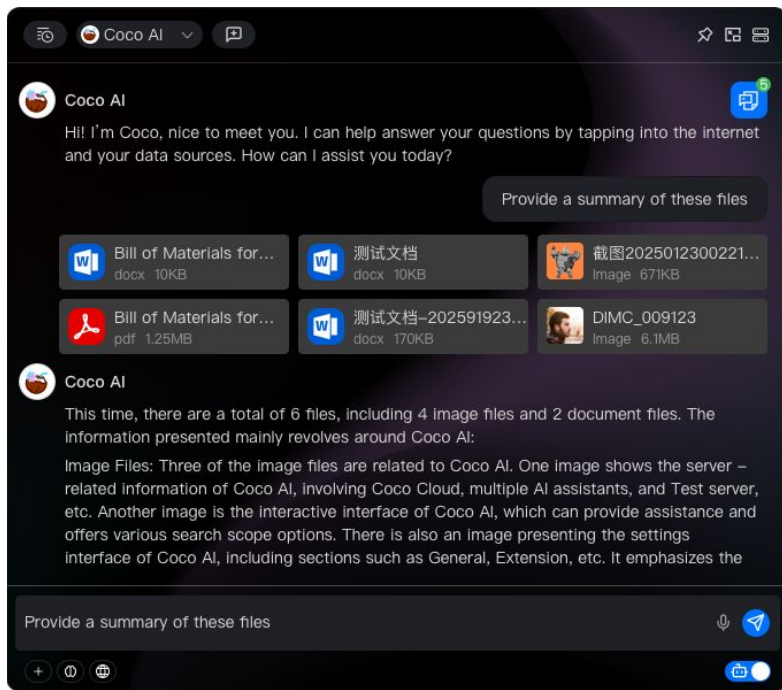 Coco AI
5
Coco AI
Hi! I'm Coco, nice to meet you. I can help answer your questions by tapping into the internet
and your data sources. How can I assist you today?
Provide a summary of these files
Bill of Materials for...
docx 10KB
测试文档
docx 10KB
截图2025012300221...
Image 671KB
Bill of Materials for...
pdf 1.25MB
测试文档-202591923...
docx 170KB
DIMC_009123
Image 6.1MB
Coco AI
This time, there are a total of 6 files, including 4 image files and 2 document files. The
information presented mainly revolves around Coco AI:
Image Files: Three of the image files are related to Coco AI. One image shows the server –
related information of Coco AI, involving Coco Cloud, multiple AI assistants, and Test server,
etc. Another image is the interactive interface of Coco AI, which can provide assistance and
offers various search scope options. There is also an image presenting the settings
interface of Coco AI, including sections such as General, Extension, etc. It emphasizes the
Provide a summary of these files